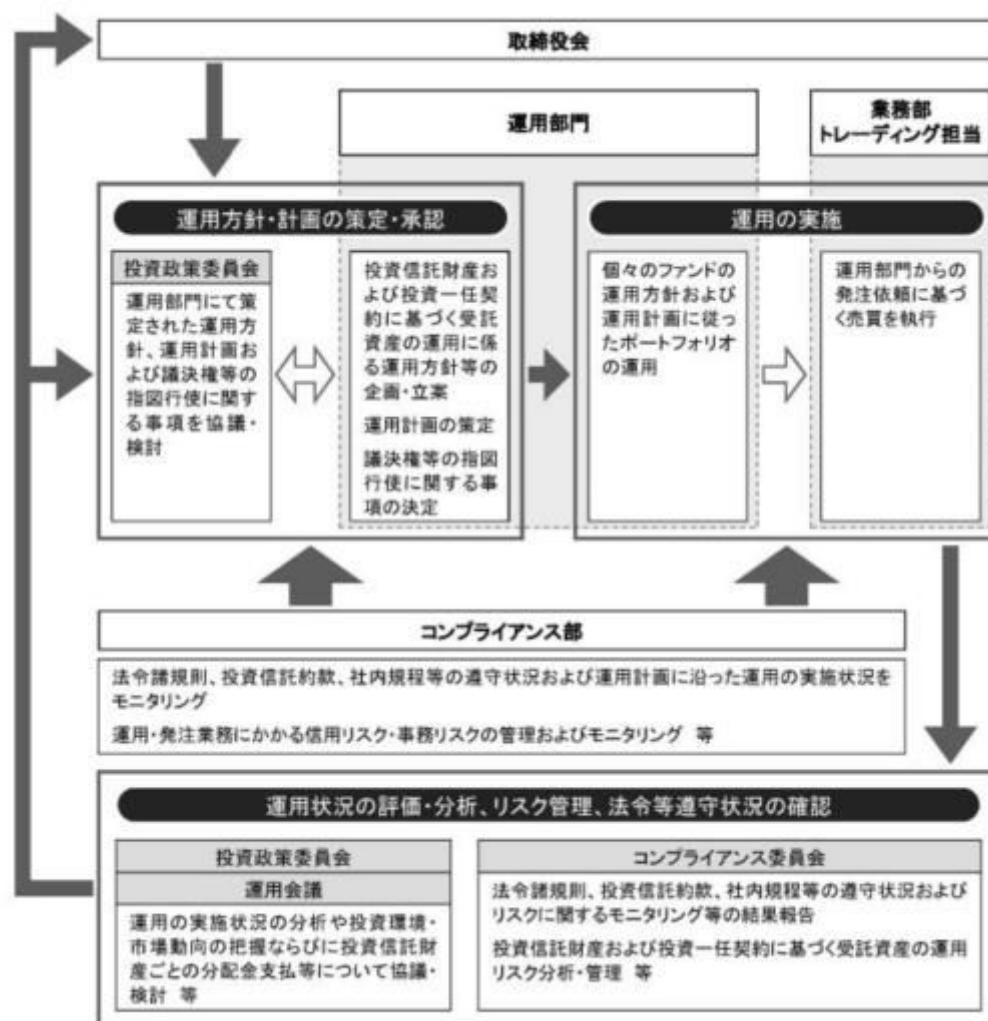 取締役会
運用部門
業務部
トレーディング担当
運用方針・計画の策定・承認
投資政策委員会
運用部門にて策
定された運用方
針、運用計画お
よび議決権等の
指図行使に関す
る事項を協議・
検討
投資信託財産お
よび投資一任契
約に基づく受託
資産の運用に係
る運用方針等の
企画・立案
運用計画の策定
議決権等の指図
行使に関する事
項の決定
運用の実施
個々のファンドの
運用方針および
運用計画に従っ
たポートフォリオ
の運用
運用部門からの
発注依頼に基づ
く売買を執行
コンプライアンス部
法令諸規則、投資信託約款、社内規程等の遵守状況および運用計画に沿った運用の実施状況を
モニタリング
運用・発注業務にかかる信用リスク・事務リスクの管理およびモニタリング 等
運用状況の評価・分析、リスク管理、法令等遵守状況の確認
投資政策委員会
運用会議
運用の実施状況の分析や投資環境・
市場動向の把握ならびに投資信託財
産ごとの分配金支払等について協議・
検討 等
コンプライアンス委員会
法令諸規則、投資信託約款、社内規程等の遵守状況および
リスクに関するモニタリング等の結果報告
投資信託財産および投資一任契約に基づく受託資産の運用
リスク分析・管理 等